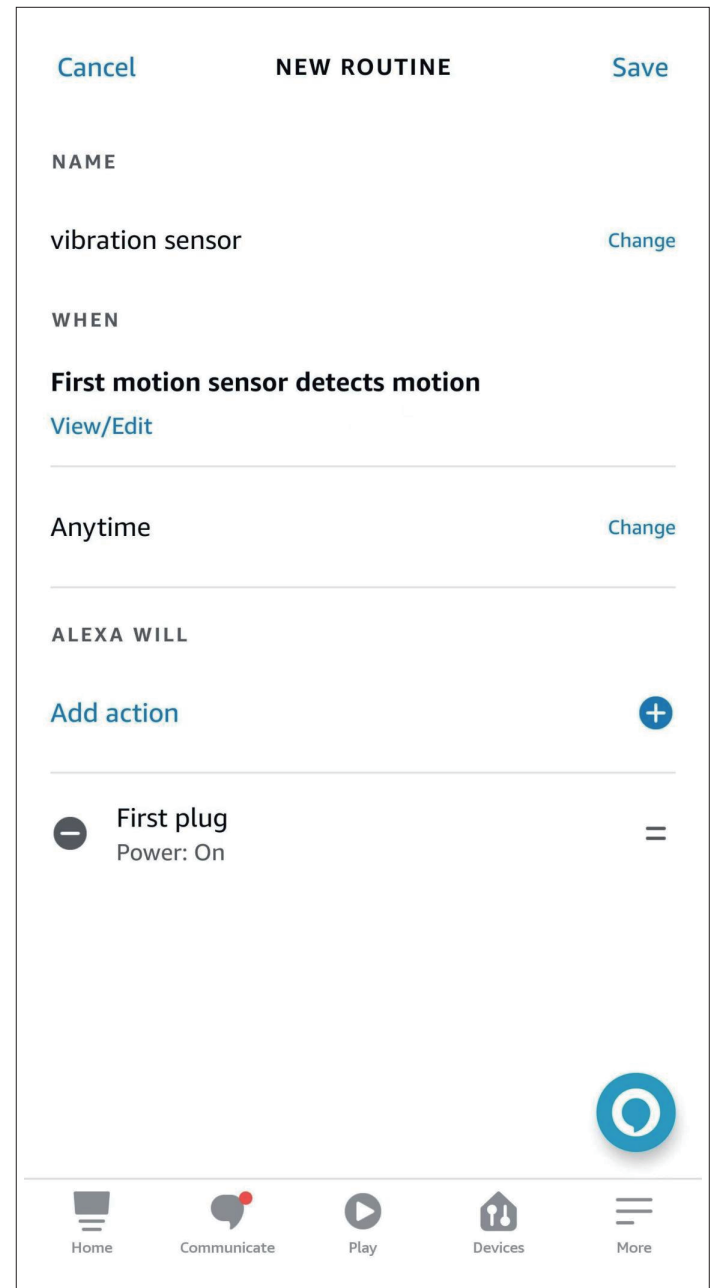 Cancel NEW ROUTINE Save
NAME
vibration sensor Change
WHEN
First motion sensor detects motion
View/Edit
Anytime Change
ALEXA WILL
Add action
First plug
Power: On
Home Communicate Play Devices More